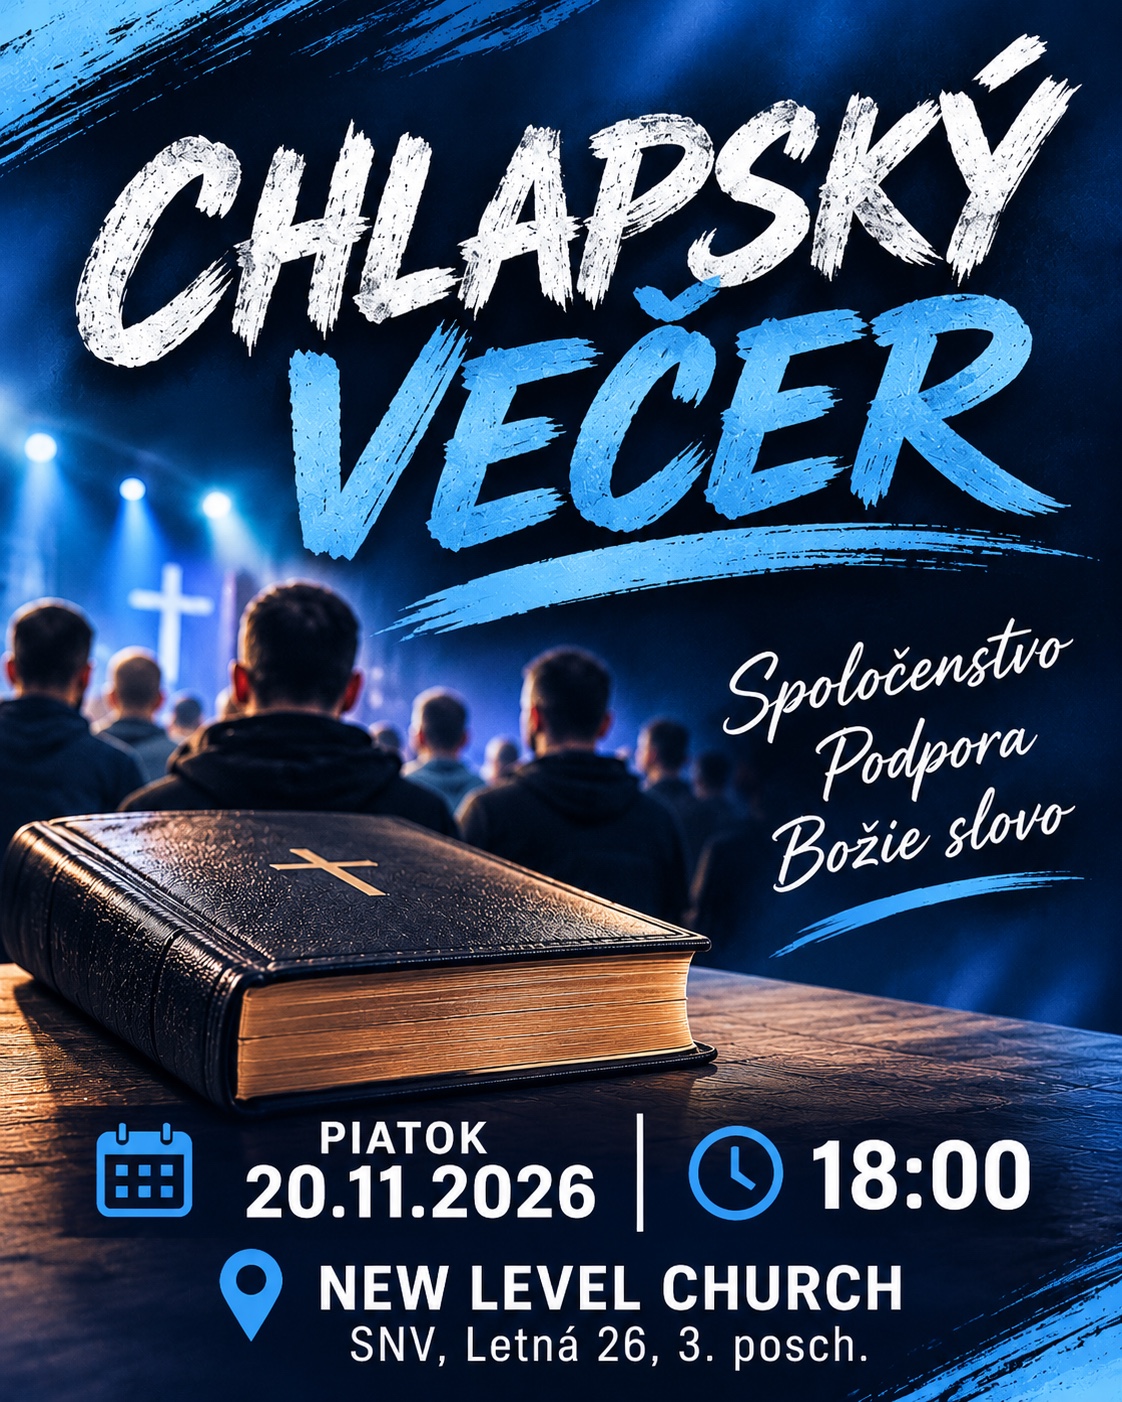 CHLAPSKÝ
VEČER
Spoločenstvo
Podpora
Božie slovo
PIATOK
20.11.2026
18:00
NEW LEVEL CHURCH
SNV, Letná 26, 3. posch.